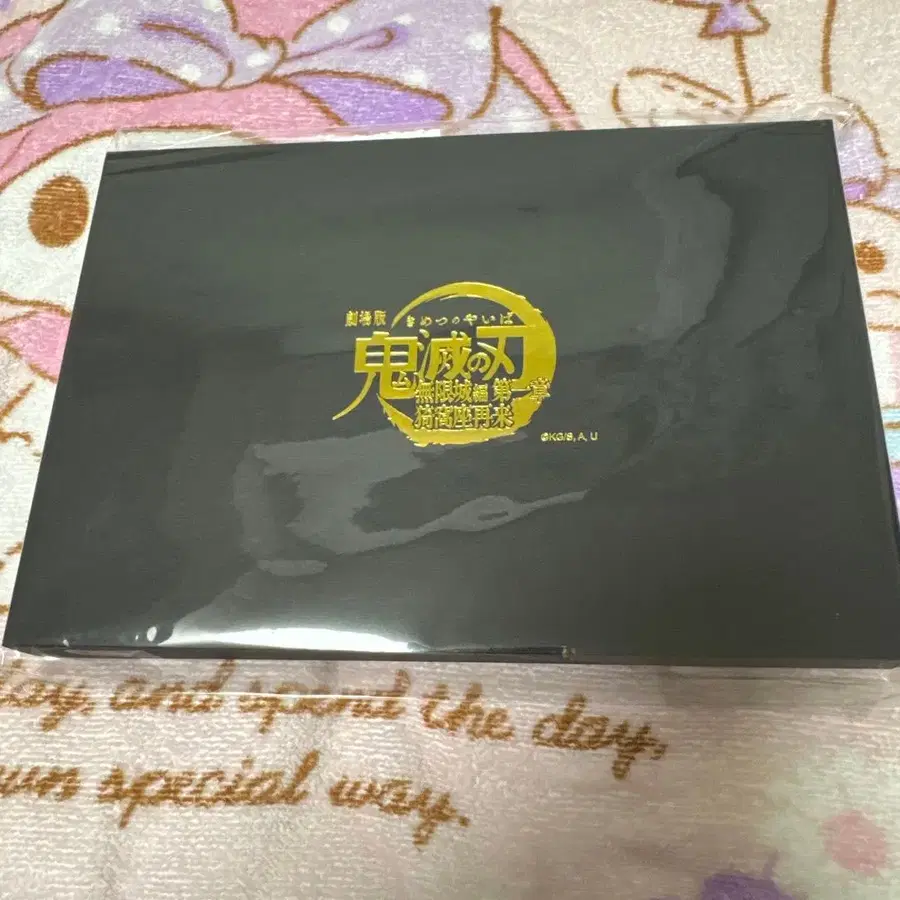 劇場版 きめつのやいば
鬼滅の刃
無限城編 第一章
猗窩座再来
©KG/S, A, U
and spend the day,
own special way.